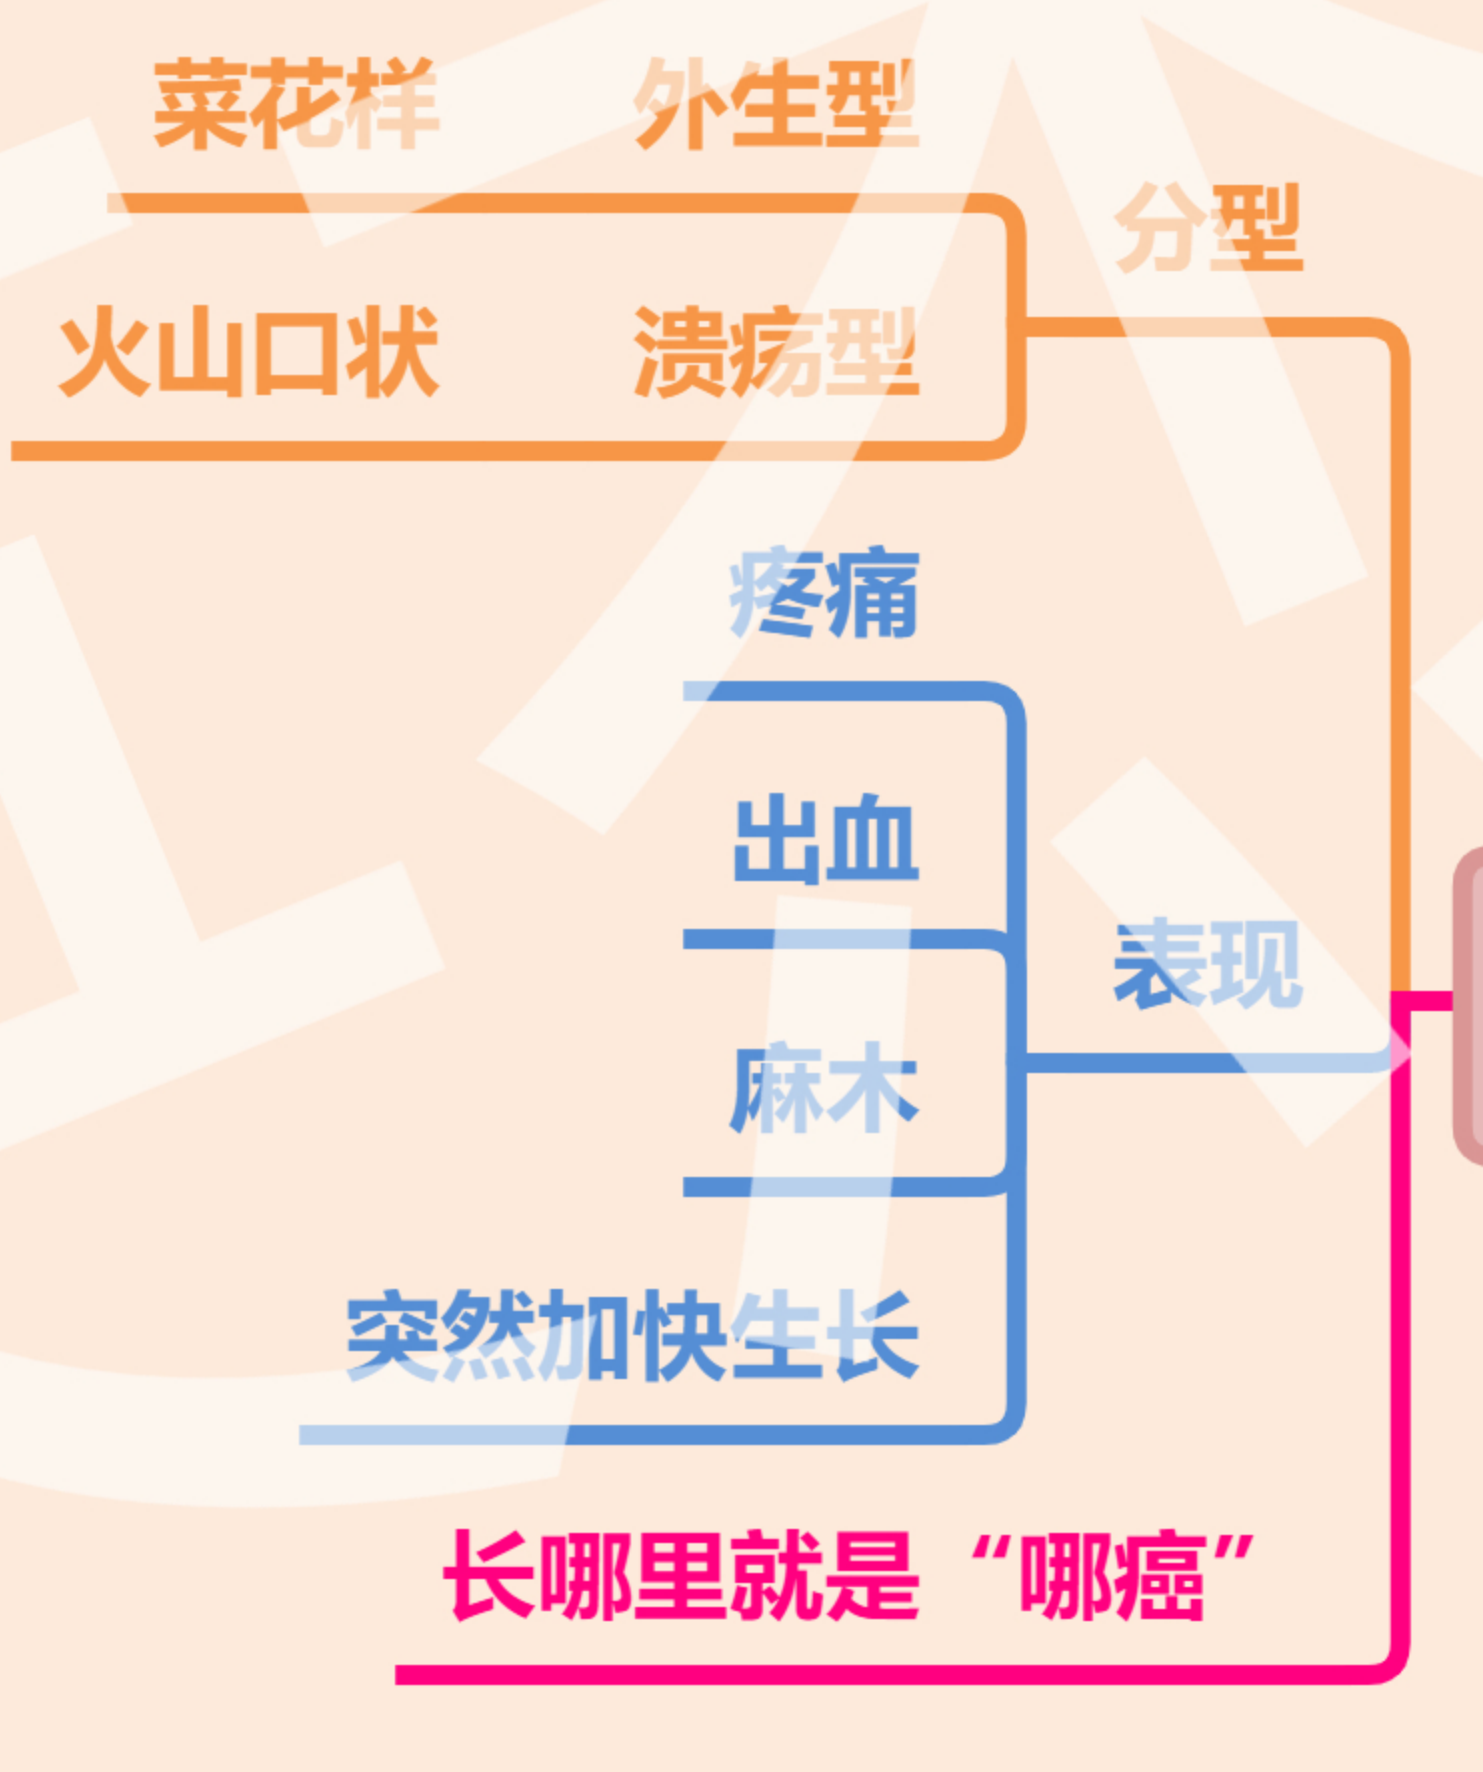 菜花样 外生型
分型
火山口状 溃疡型
疼痛
出血
表现
麻木
突然加快生长
长哪里就是“哪癌”